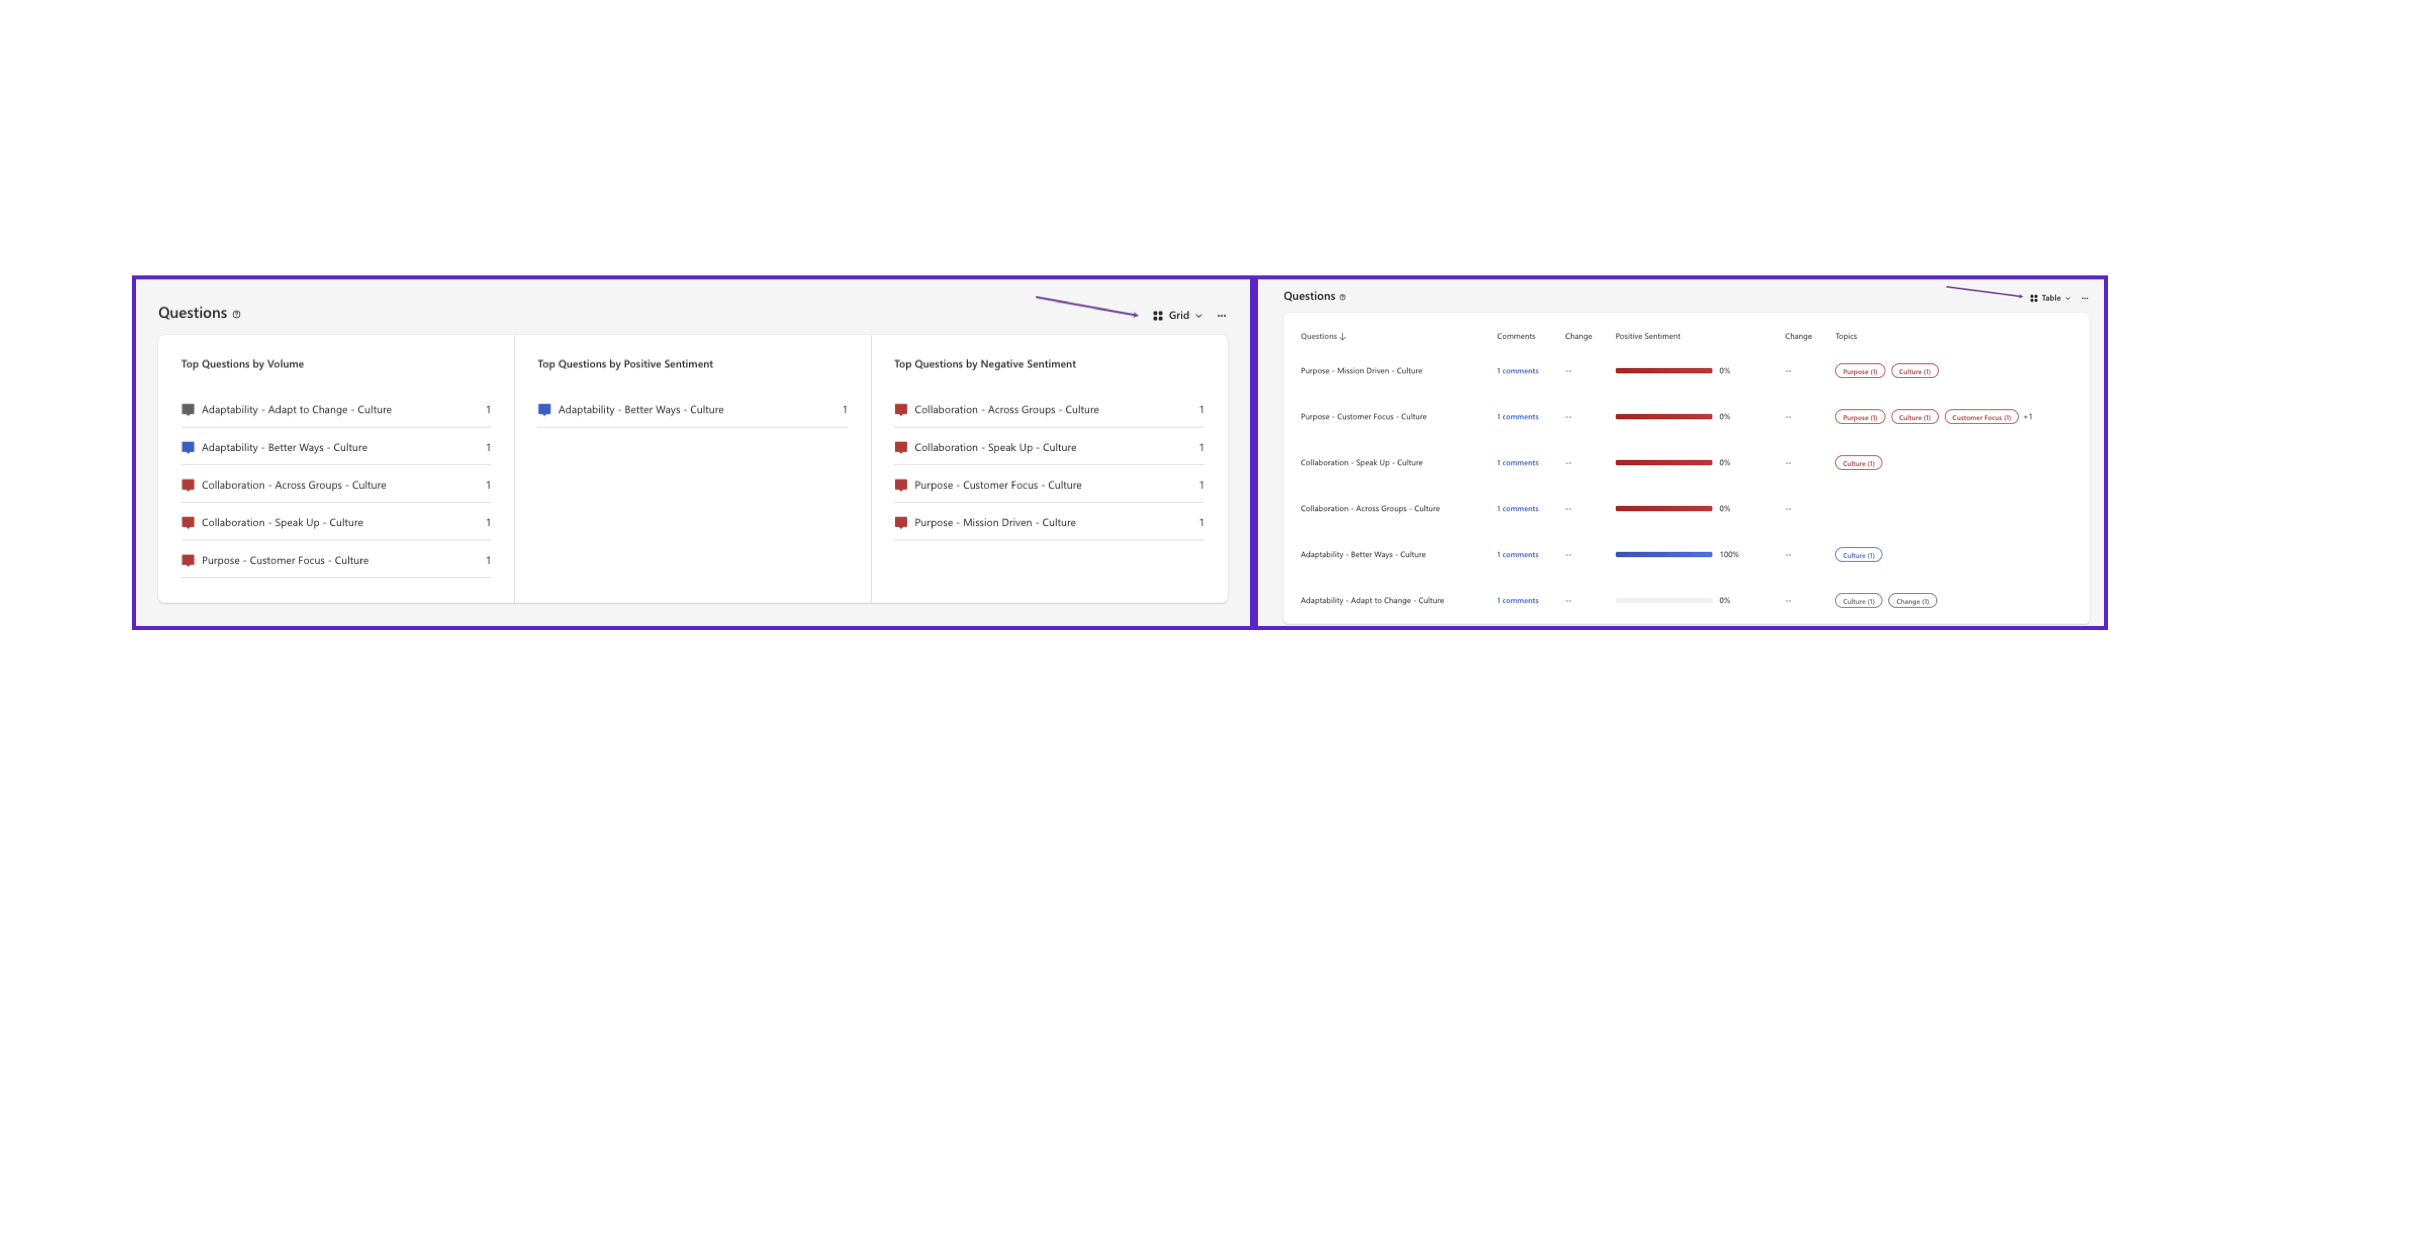 Questions
Grid
Top Questions by Volume
Adaptability - Adapt to Change - Culture 1
Adaptability - Better Ways - Culture 1
Collaboration - Across Groups - Culture 1
Collaboration - Speak Up - Culture 1
Purpose - Customer Focus - Culture 1
Top Questions by Positive Sentiment
Adaptability - Better Ways - Culture 1
Top Questions by Negative Sentiment
Collaboration - Across Groups - Culture 1
Collaboration - Speak Up - Culture 1
Purpose - Customer Focus - Culture 1
Purpose - Mission Driven - Culture 1
Questions
Table
Questions Comments Change Positive Sentiment Change Topics
Purpose - Mission Driven - Culture 1 comments -- 0% -- Purpose (1) Culture (1)
Purpose - Customer Focus - Culture 1 comments -- 0% -- Purpose (1) Culture (1) Customer Focus (1) +1
Collaboration - Speak Up - Culture 1 comments -- 0% -- Culture (1)
Collaboration - Across Groups - Culture 1 comments -- 0% --
Adaptability - Better Ways - Culture 1 comments -- 100% -- Culture (1)
Adaptability - Adapt to Change - Culture 1 comments -- 0% -- Culture (1) Change (1)